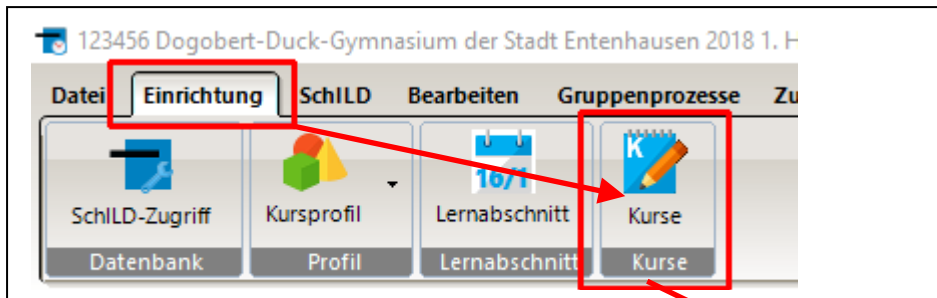 123456 Dogobert-Duck-Gymnasium der Stadt Entenhausen 2018 1. H
Datei Einrichtung SchILD Bearbeiten Gruppenprozesse Zu
16/1 K
SchILD-Zugriff Kursprofil Lernabschnitt Kurse
Datenbank Profil Lernabschnitt Kurse